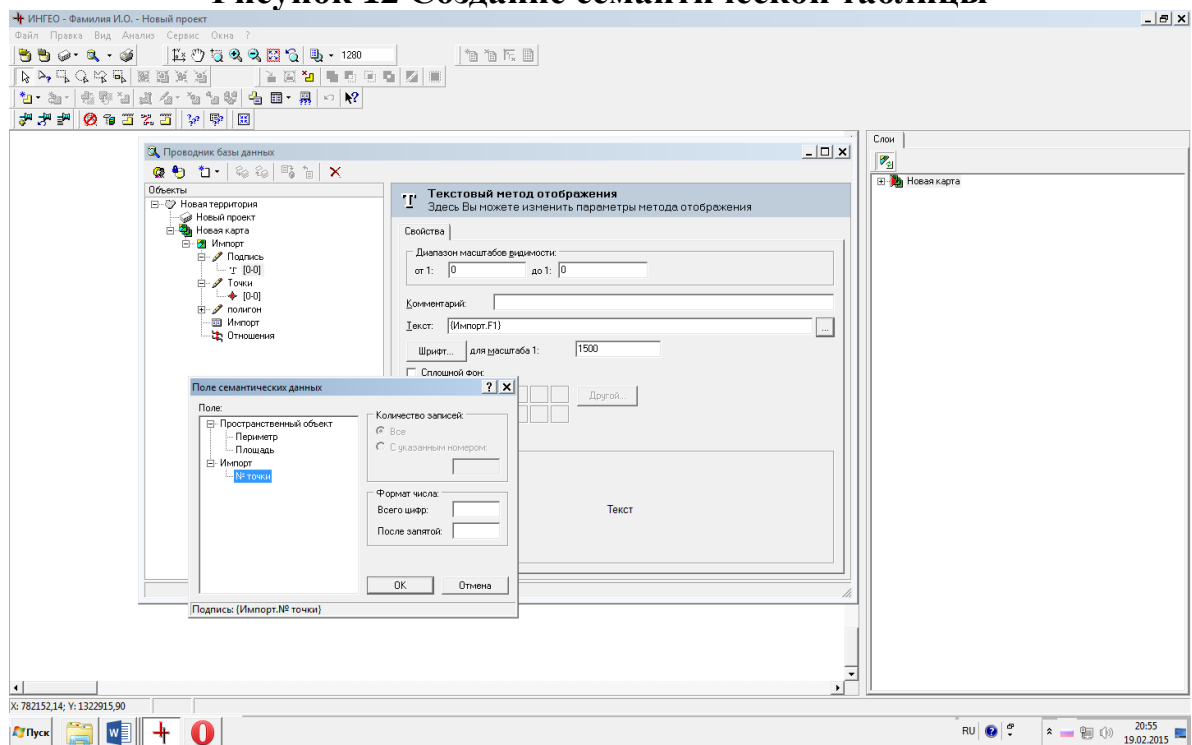 Рисунок 12 Создание семантической таблицы
ИНГЕО - Фамилия И.О. - Новый проект
Файл Правка Вид Анализ Сервис Окна ?
1280
Слои
Новая карта
Проводник базы данных
Объекты
Новая территория
Новый проект
Новая карта
Импорт
Подпись
[0-0]
Точки
[0-0]
полигон
Импорт
Отношения
Текстовый метод отображения
Здесь Вы можете изменить параметры метода отображения
Свойства
Диапазон масштабов видимости:
от 1: 0 до 1: 0
Комментарий:
Текст: {Импорт.F1} ...
Шрифт... для масштаба 1: 1500
Сплошной фон:
Другой...
Текст
Поле семантических данных
Поле:
Пространственный объект
Периметр
Площадь
Импорт
№ точки
Количество записей:
Все
С указанным номером:
Формат числа:
Всего цифр:
После запятой:
OK Отмена
Подпись: {Импорт.№ точки}
X: 782152,14; Y: 1322915,90
Пуск
RU
20:55
19.02.2015